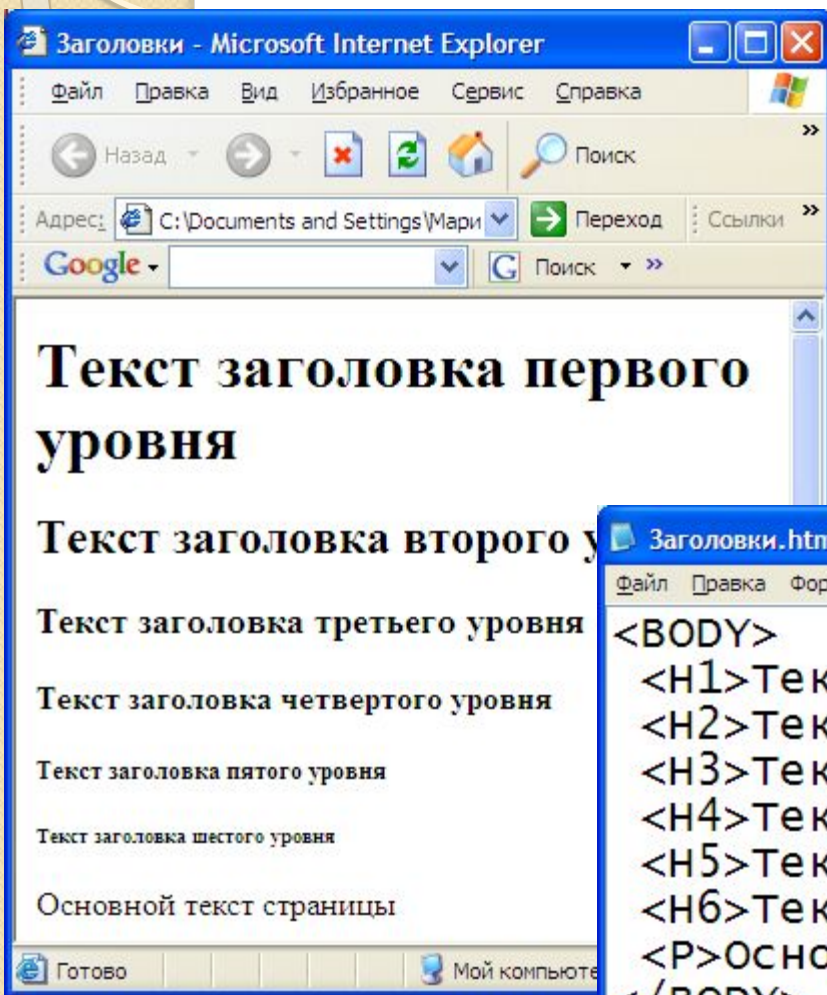 Заголовки - Microsoft Internet Explorer
Файл Правка Вид Избранное Сервис Справка
Назад Поиск »
Адрес: C:\Documents and Settings\Мари Переход Ссылки »
Google Поиск »
Текст заголовка первого
уровня
Текст заголовка второго у
Текст заголовка третьего уровня
Текст заголовка четвертого уровня
Текст заголовка пятого уровня
Текст заголовка шестого уровня
Основной текст страницы
Готово Мой компьюте
Заголовки.htm
Файл Правка Фор
<BODY>
<H1>Тек
<H2>Тек
<H3>Тек
<H4>Тек
<H5>Тек
<H6>Тек
<P>Осно
</BODY>